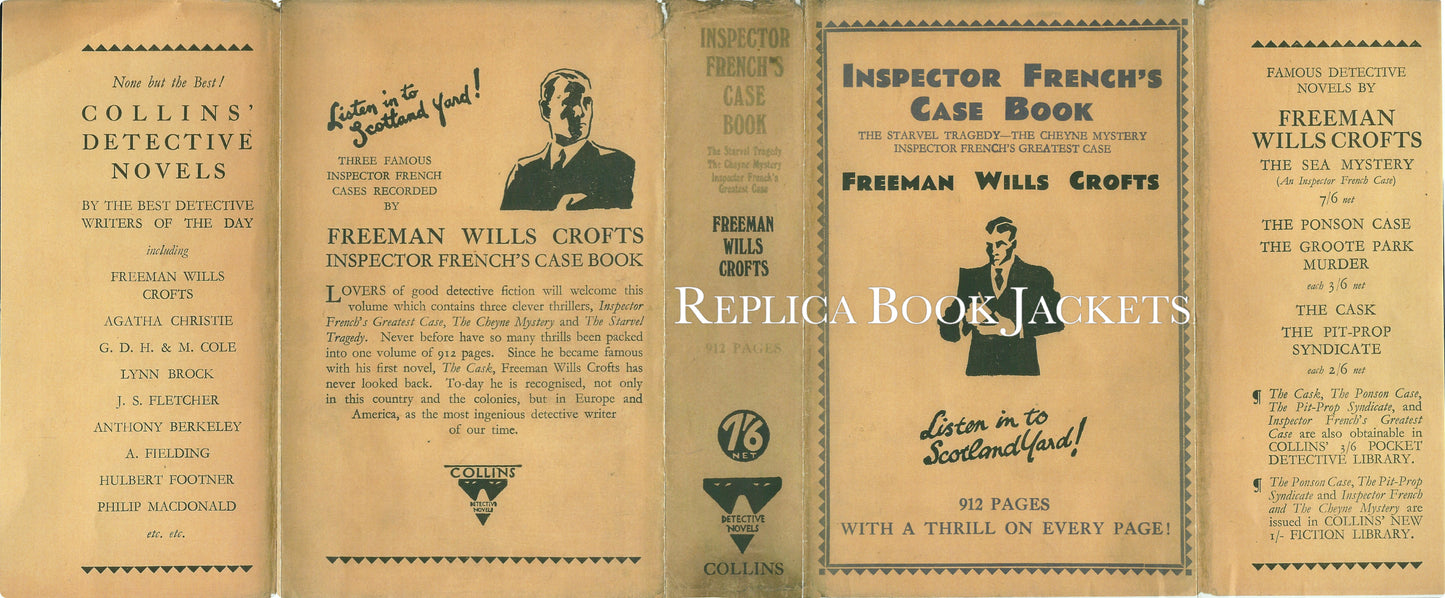 None but the Best!
COLLINS'
DETECTIVE
NOVELS
BY THE BEST DETECTIVE
WRITERS OF THE DAY
including
FREEMAN WILLS
CROFTS
AGATHA CHRISTIE
G. D. H. & M. COLE
LYNN BROCK
J. S. FLETCHER
ANTHONY BERKELEY
A. FIELDING
HULBERT FOOTNER
PHILIP MACDONALD
etc. etc.
Listen in to
Scotland Yard!
THREE FAMOUS
INSPECTOR FRENCH
CASES RECORDED
BY
FREEMAN WILLS CROFTS
INSPECTOR FRENCH'S CASE BOOK
LOVERS of good detective fiction will welcome this
volume which contains three clever thrillers, Inspector
French's Greatest Case, The Cheyne Mystery and The Starvel
Tragedy. Never before have so many thrills been packed
into one volume of 912 pages. Since he became famous
with his first novel, The Cask, Freeman Wills Crofts has
never looked back. To-day he is recognised, not only
in this country and the colonies, but in Europe and
America, as the most ingenious detective writer
of our time.
COLLINS
DETECTIVE
NOVELS
INSPECTOR
FRENCH'S
CASE
BOOK
The Starvel Tragedy
The Cheyne Mystery
Inspector French's
Greatest Case
FREEMAN
WILLS
CROFTS
912 PAGES
7/6
NET
DETECTIVE
NOVELS
COLLINS
INSPECTOR FRENCH'S
CASE BOOK
THE STARVEL TRAGEDY—THE CHEYNE MYSTERY
INSPECTOR FRENCH'S GREATEST CASE
FREEMAN WILLS CROFTS
REPLICA BOOK JACKETS
Listen in to
Scotland Yard!
912 PAGES
WITH A THRILL ON EVERY PAGE!
FAMOUS DETECTIVE
NOVELS BY
FREEMAN
WILLS CROFTS
THE SEA MYSTERY
(An Inspector French Case)
7/6 net
THE PONSON CASE
THE GROOTE PARK
MURDER
each 3/6 net
THE CASK
THE PIT-PROP
SYNDICATE
each 2/6 net
¶ The Cask, The Ponson Case,
The Pit-Prop Syndicate, and
Inspector French's Greatest
Case are also obtainable in
COLLINS' 3/6 POCKET
DETECTIVE LIBRARY.
¶ The Ponson Case, The Pit-Prop
Syndicate and Inspector French
and The Cheyne Mystery are
issued in COLLINS' NEW
1/- FICTION LIBRARY.